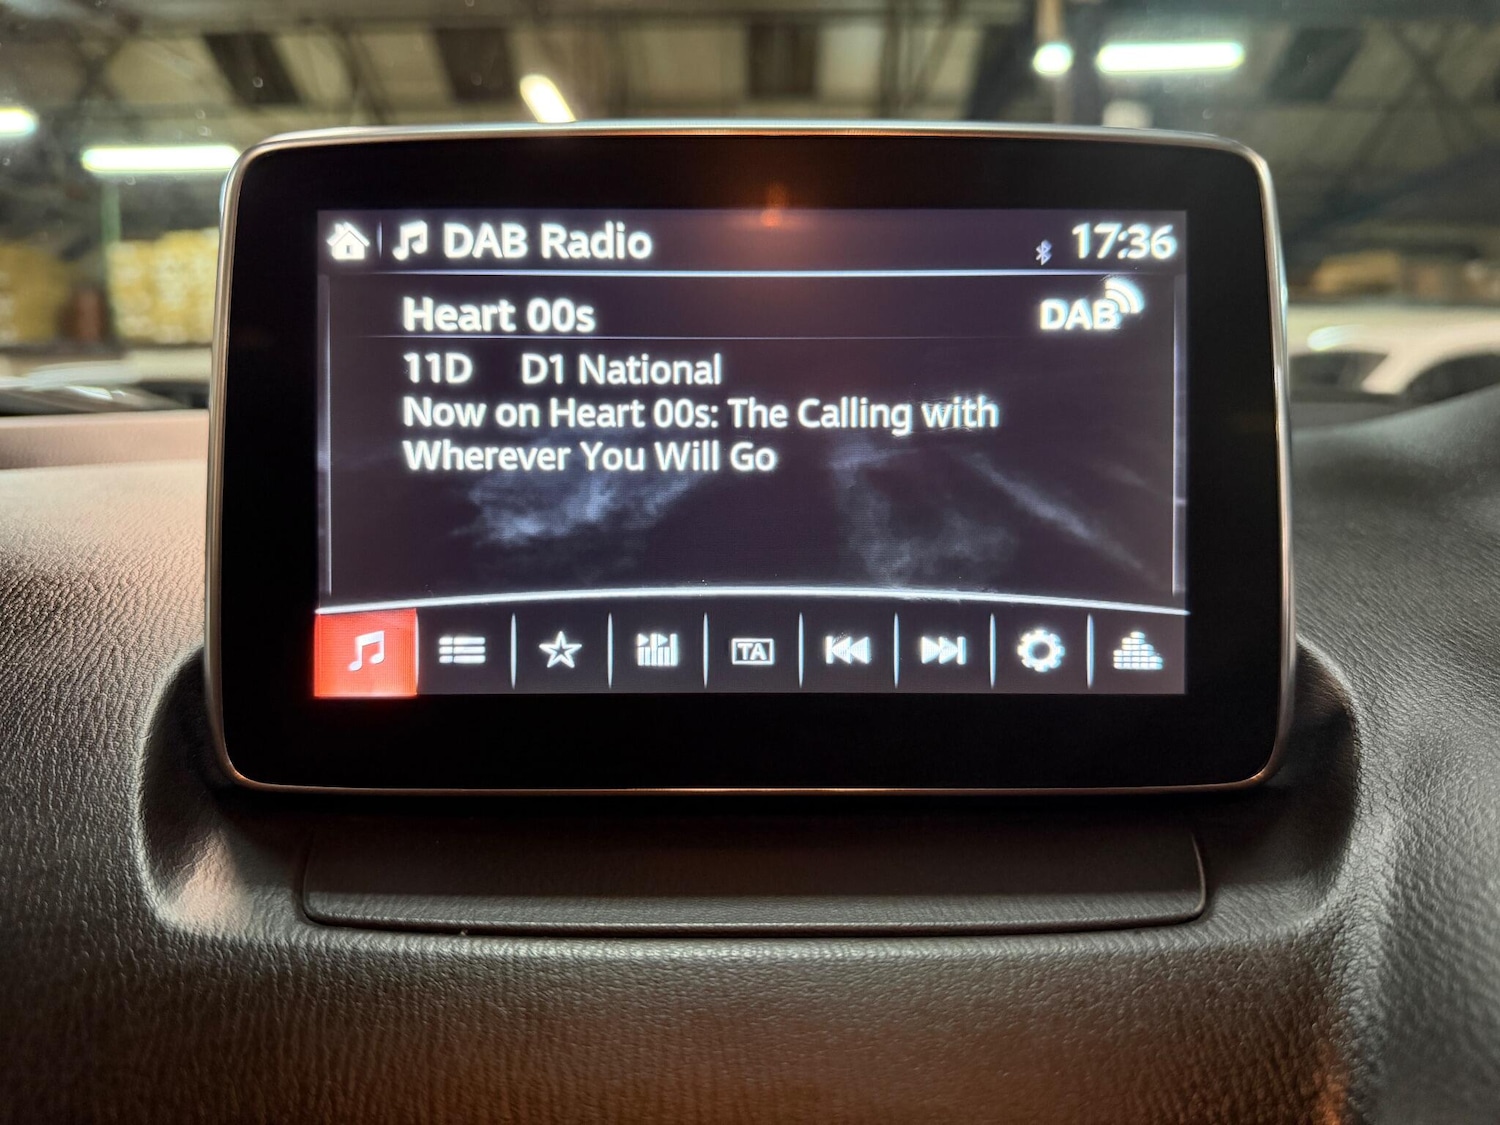 DAB Radio 17:36
Heart 00s DAB
11D D1 National
Now on Heart 00s: The Calling with
Wherever You Will Go
TA